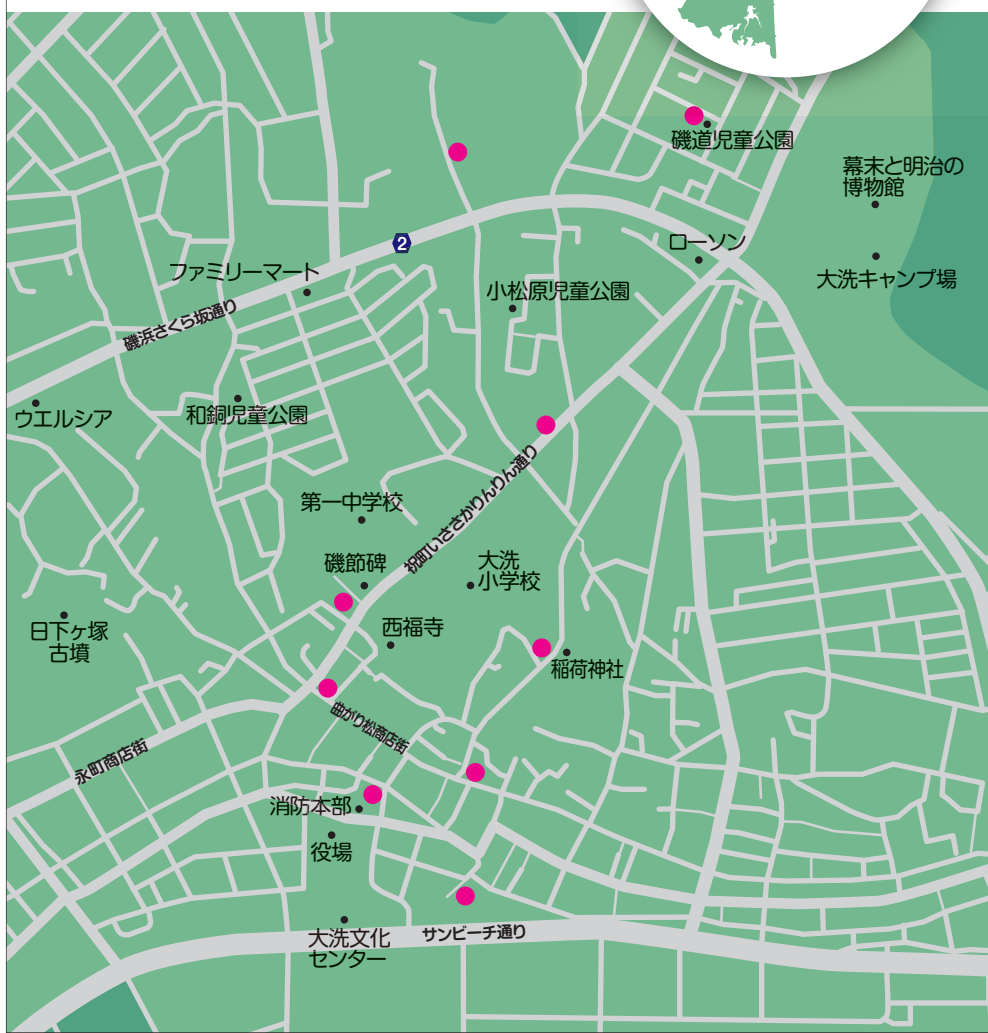 磯道児童公園
幕末と明治の
博物館
2
ローソン
ファミリーマート
大洗キャンプ場
小松原児童公園
磯浜さくら坂通り
ウエルシア
和銅児童公園
祝町いささかりんりん通り
第一中学校
磯節碑
大洗
小学校
日下ヶ塚
古墳
西福寺
稲荷神社
曲がり松商店街
永町商店街
消防本部
役場
大洗文化
センター
サンビーチ通り